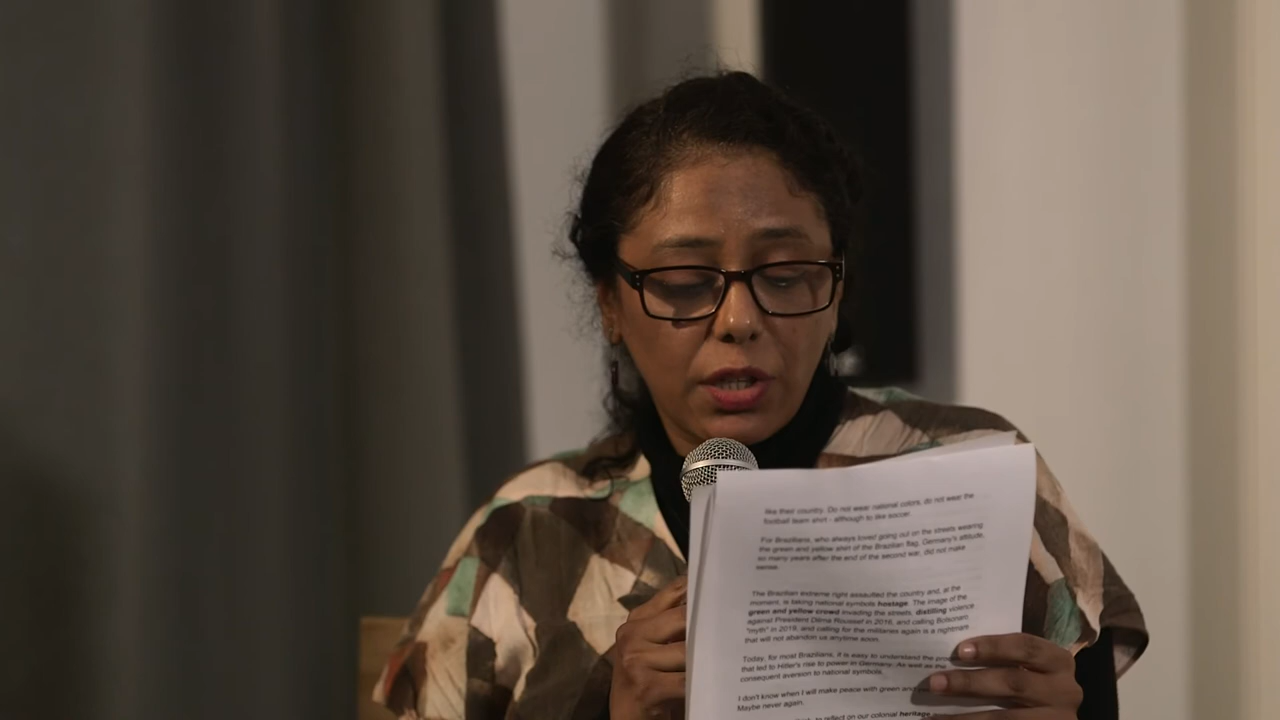 like their country. Do not wear national colors, do not wear the
football team shirt - although to like soccer.
For Brazilians, who always loved going out on the streets wearing
the green and yellow shirt of the Brazilian flag, Germany's attitude,
so many years after the end of the second war, did not make
sense.
The Brazilian extreme right assaulted the country and, at the
moment, is taking national symbols hostage. The image of the
green and yellow crowd invading the streets, distilling violence
against President Dilma Roussef in 2016, and calling Bolsonaro
"myth" in 2018, and calling for the militaries again is a nightmare
that will not abandon us anytime soon.
Today, for most Brazilians, it is easy to understand the
that led to Hitler's rise to power in Germany. As well as the
consequent aversion to national symbols.
I don't know when I will make peace with green and
Maybe never again.
to reflect on our colonial heritage